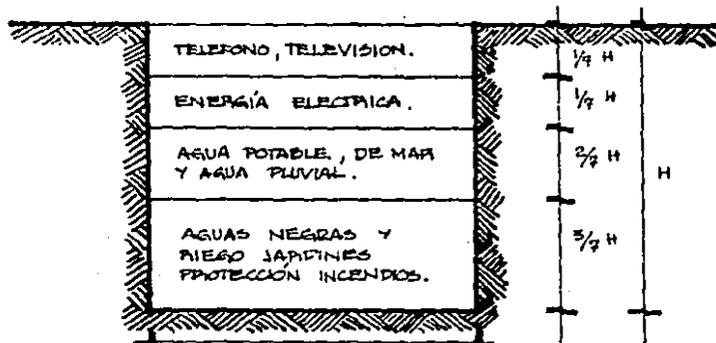 TELEFONO, TELEVISION.
1/7 H
ENERGÍA ELECTRICA.
1/7 H
AGUA POTABLE, DE MAR
Y AGUA PLUVIAL.
2/7 H
H
AGUAS NEGRAS Y
RIEGO JARDINES
PROTECCIÓN INCENDIOS.
3/7 H